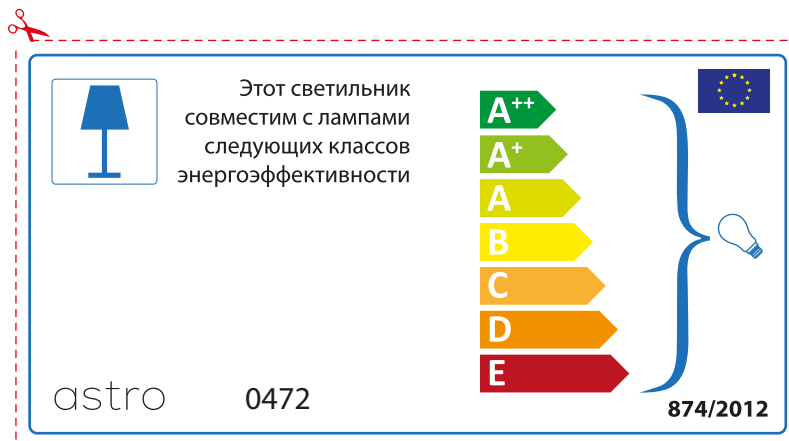 Этот светильник
совместим с лампами
следующих классов
энергоэффективности
A++
A+
A
B
C
D
E
astro 0472
874/2012